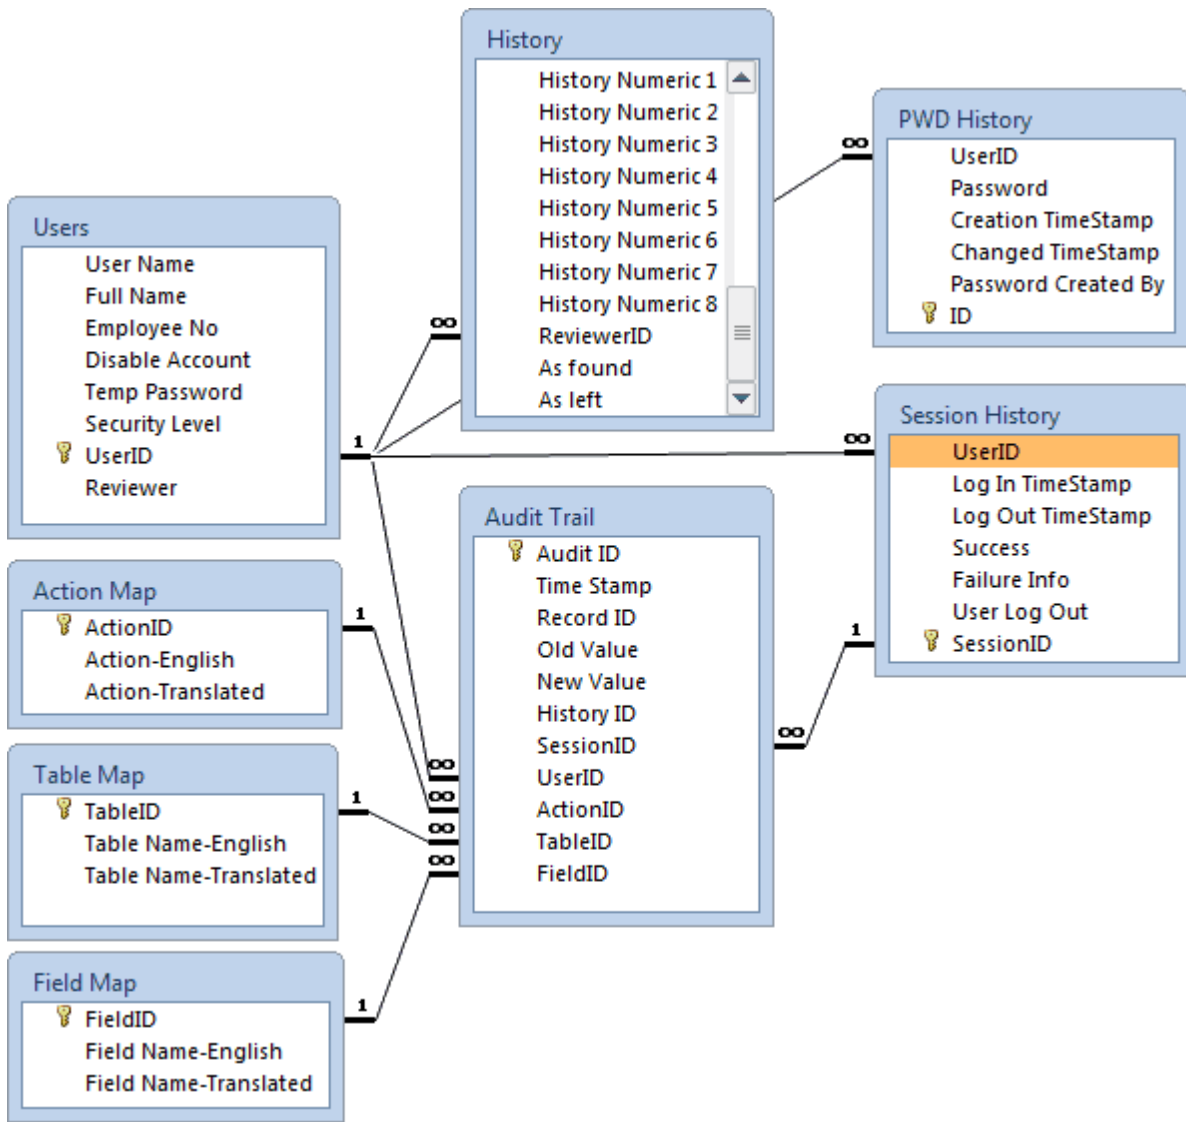 History
History Numeric 1
History Numeric 2
History Numeric 3
History Numeric 4
History Numeric 5
History Numeric 6
History Numeric 7
History Numeric 8
ReviewerID
As found
As left
∞
PWD History
UserID
Password
Creation TimeStamp
Changed TimeStamp
Password Created By
ID
∞
Users
User Name
Full Name
Employee No
Disable Account
Temp Password
Security Level
UserID
Reviewer
1
Session History
UserID
Log In TimeStamp
Log Out TimeStamp
Success
Failure Info
User Log Out
SessionID
∞
1
Audit Trail
Audit ID
Time Stamp
Record ID
Old Value
New Value
History ID
SessionID
UserID
ActionID
TableID
FieldID
∞
∞
∞
∞
∞
Action Map
ActionID
Action-English
Action-Translated
1
Table Map
TableID
Table Name-English
Table Name-Translated
1
Field Map
FieldID
Field Name-English
Field Name-Translated
1